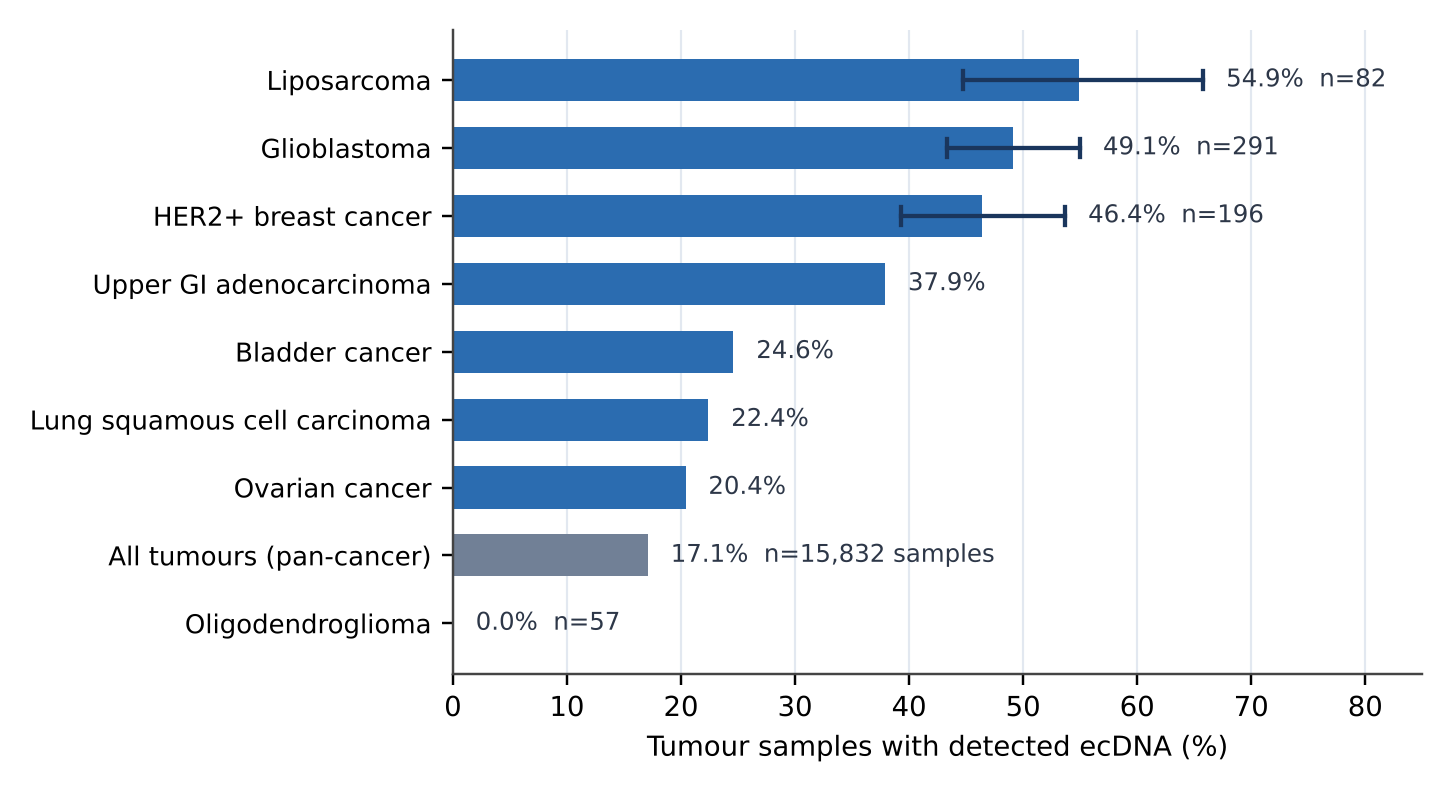 Liposarcoma 54.9% n=82
Glioblastoma 49.1% n=291
HER2+ breast cancer 46.4% n=196
Upper GI adenocarcinoma 37.9%
Bladder cancer 24.6%
Lung squamous cell carcinoma 22.4%
Ovarian cancer 20.4%
All tumours (pan-cancer) 17.1% n=15,832 samples
Oligodendroglioma 0.0% n=57
0 10 20 30 40 50 60 70 80
Tumour samples with detected ecDNA (%)